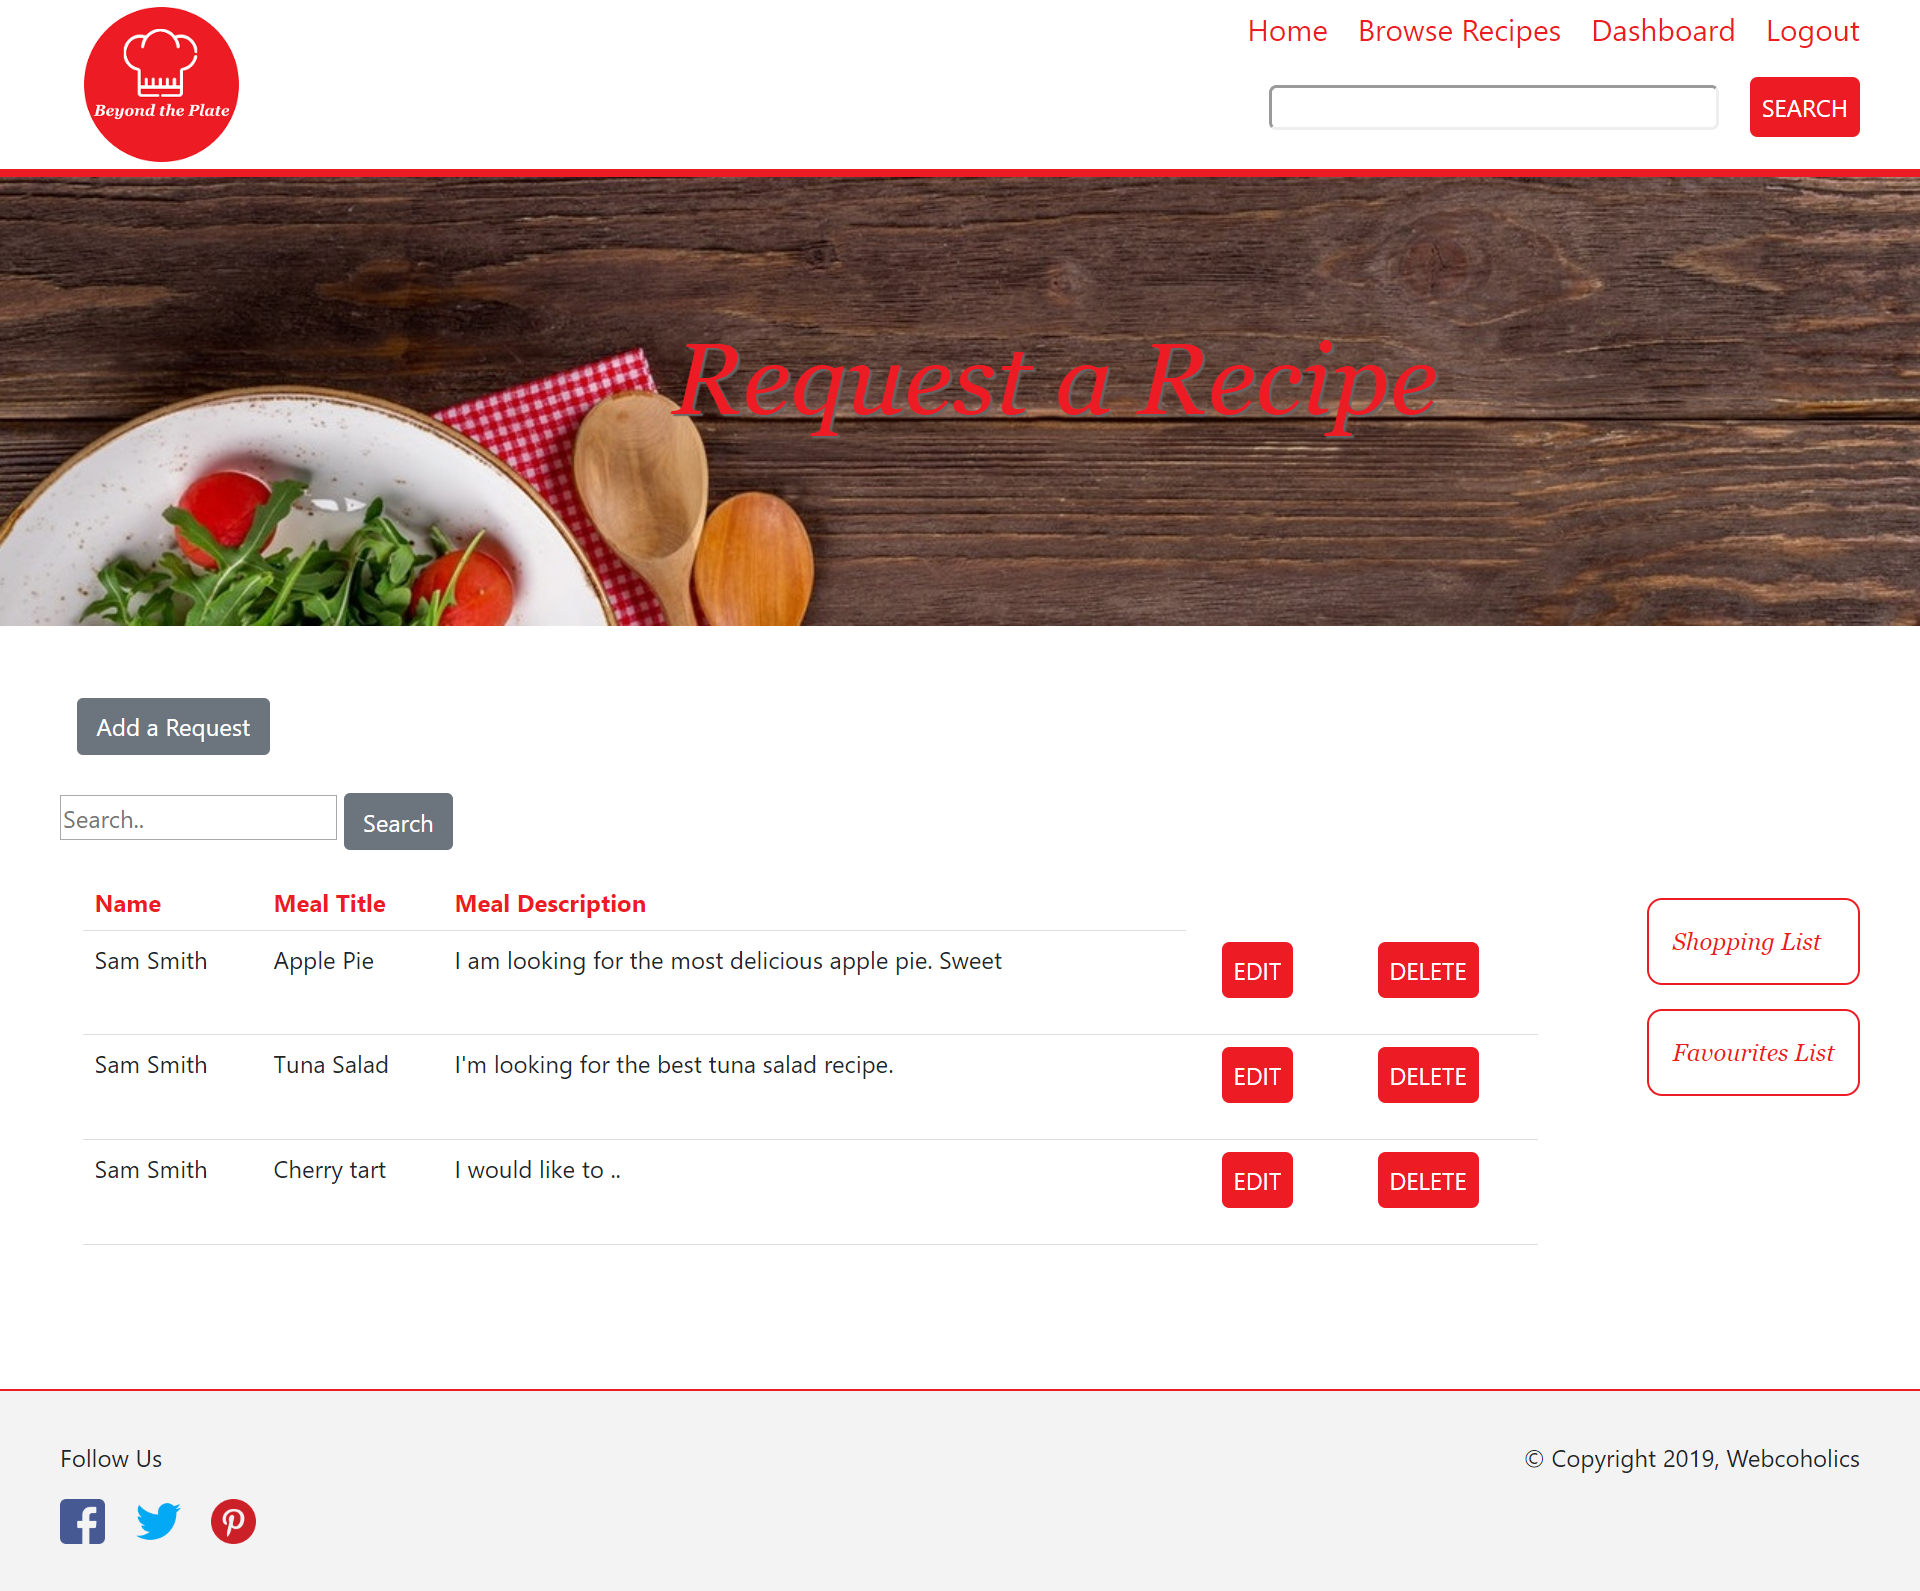 Beyond the Plate
Home Browse Recipes Dashboard Logout
SEARCH
Request a Recipe
Add a Request
Search.. Search
Name Meal Title Meal Description
Sam Smith Apple Pie I am looking for the most delicious apple pie. Sweet EDIT DELETE
Sam Smith Tuna Salad I'm looking for the best tuna salad recipe. EDIT DELETE
Sam Smith Cherry tart I would like to .. EDIT DELETE
Shopping List
Favourites List
Follow Us
© Copyright 2019, Webcoholics